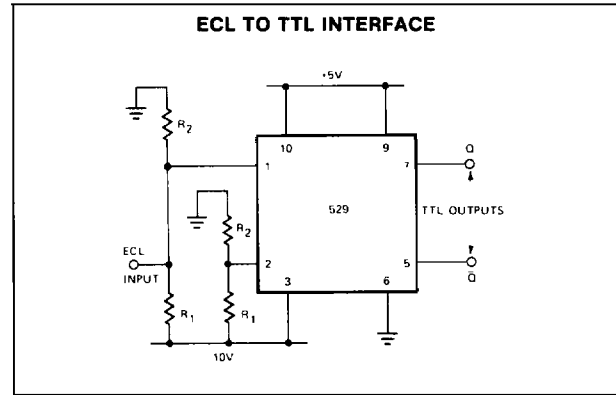 ECL TO TTL INTERFACE
+5V
R2
10
9
1
7
Q
529
TTL OUTPUTS
R2
ECL
INPUT
2
3
6
5
Q̅
R1
R1
10V